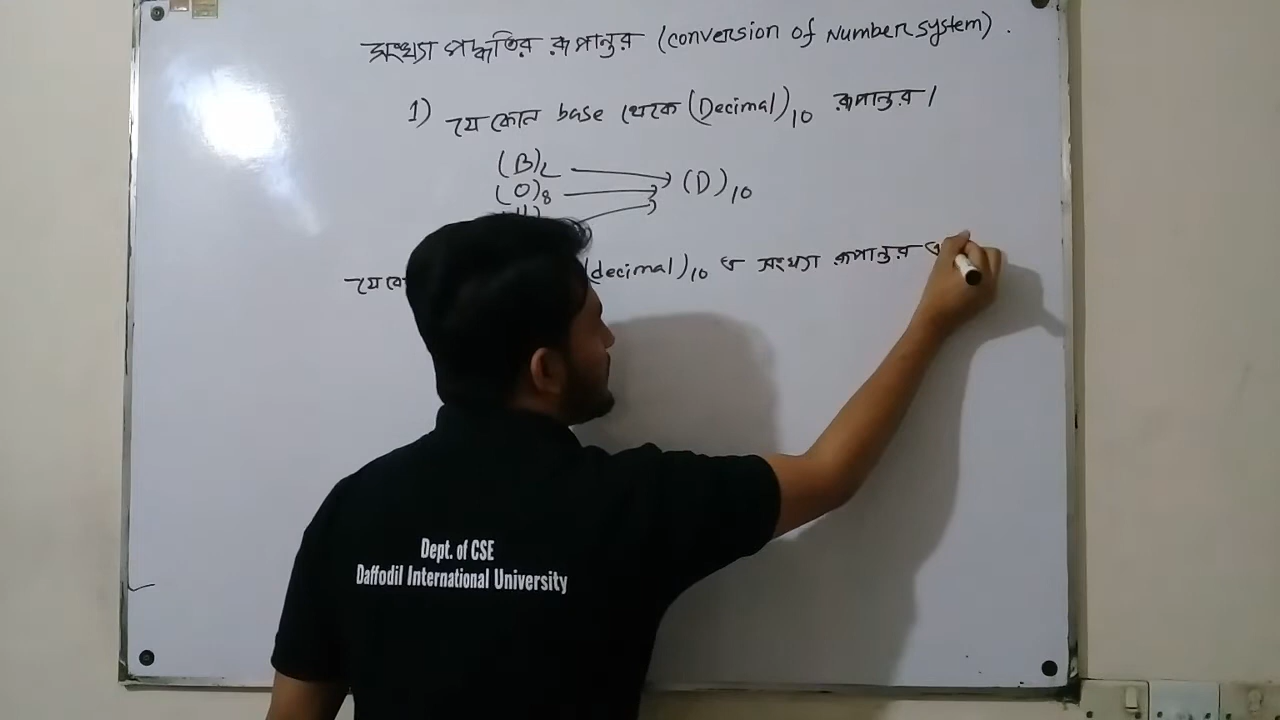 সংখ্যা পদ্ধতির রূপান্তর (conversion of Number system).
1) যে কোন base থেকে (Decimal)10 রূপান্তর।
(B)2
(O)8
(D)10
(decimal)10 এ সংখ্যা রূপান্তর
Dept. of CSE
Daffodil International University